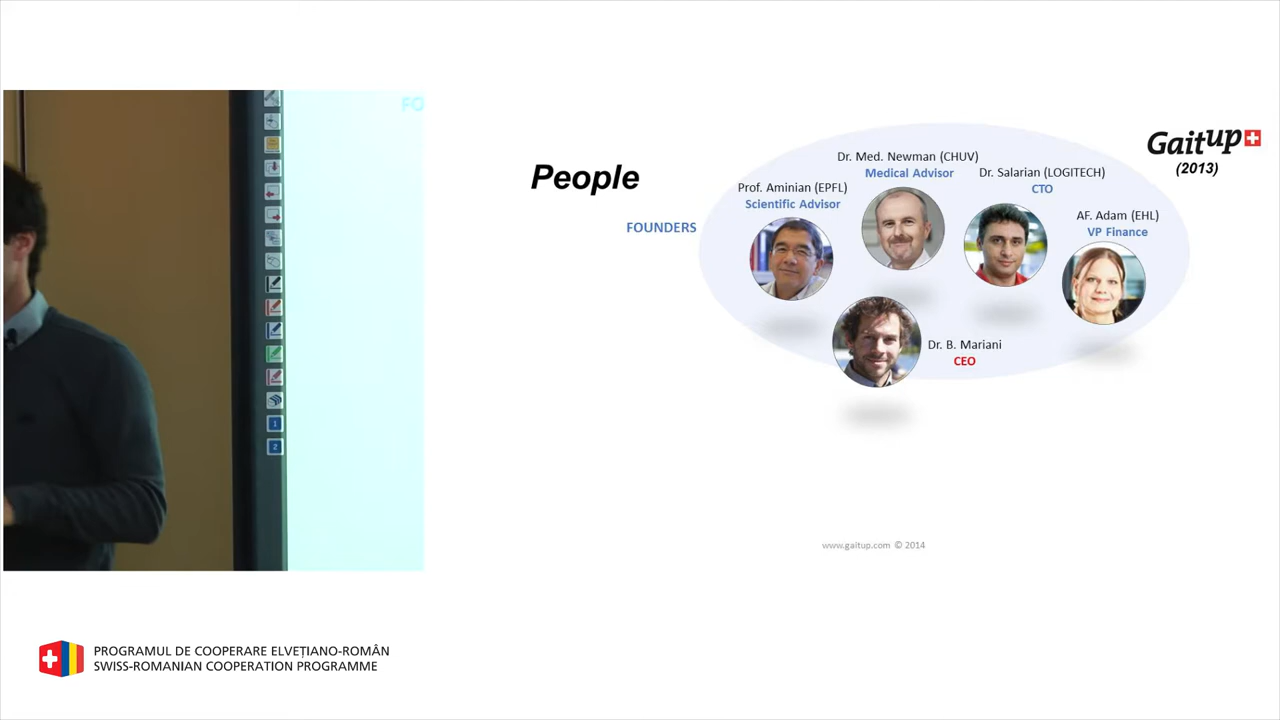 FO
People
FOUNDERS
Gaitup
(2013)
Dr. Med. Newman (CHUV)
Medical Advisor
Prof. Aminian (EPFL)
Scientific Advisor
Dr. Salarian (LOGITECH)
CTO
AF. Adam (EHL)
VP Finance
Dr. B. Mariani
CEO
1
2
www.gaitup.com © 2014
PROGRAMUL DE COOPERARE ELVEȚIANO-ROMÂN
SWISS-ROMANIAN COOPERATION PROGRAMME